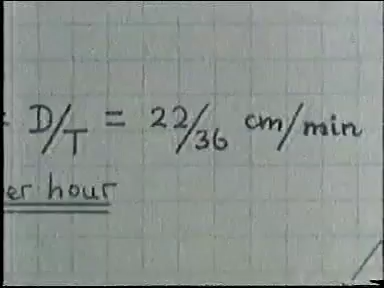 = D/T = 22/36 cm/min
er hour